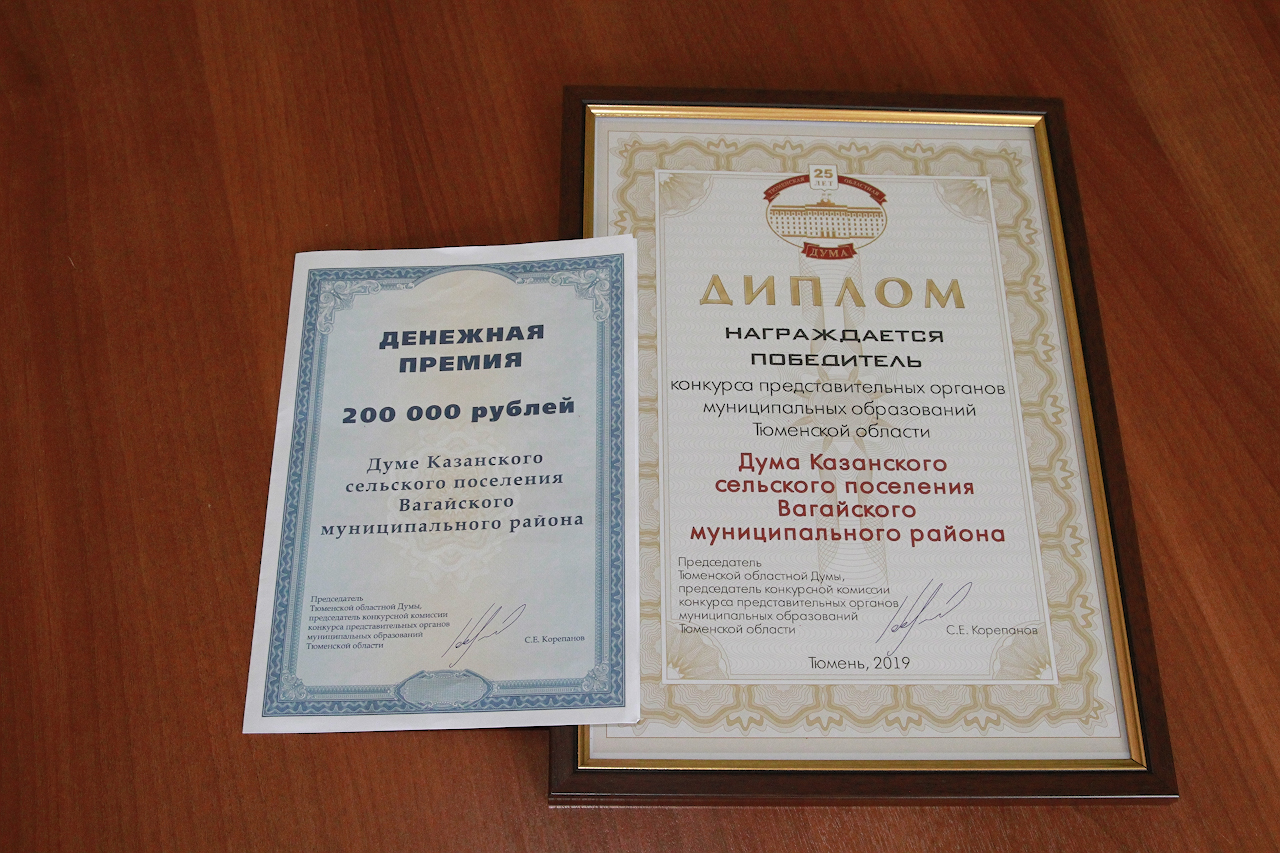 ДЕНЕЖНАЯ
ПРЕМИЯ
200 000 рублей
Думе Казанского
сельского поселения
Вагайского
муниципального района
Председатель
Тюменской областной Думы,
председатель конкурсной комиссии
конкурса представительных органов
муниципальных образований
Тюменской области
С.Е. Корепанов
25
ЛЕТ
ТЮМЕНСКАЯ ОБЛАСТНАЯ
ДУМА
ДИПЛОМ
НАГРАЖДАЕТСЯ
ПОБЕДИТЕЛЬ
конкурса представительных органов
муниципальных образований
Тюменской области
Дума Казанского
сельского поселения
Вагайского
муниципального района
Председатель
Тюменской областной Думы,
председатель конкурсной комиссии
конкурса представительных органов
муниципальных образований
Тюменской области
С.Е. Корепанов
Тюмень, 2019